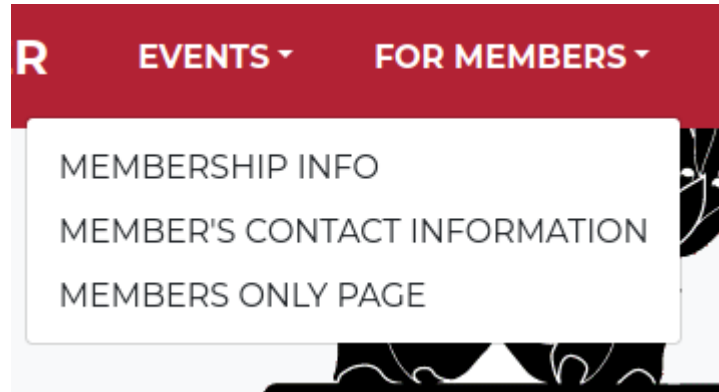 R EVENTS FOR MEMBERS
MEMBERSHIP INFO
MEMBER'S CONTACT INFORMATION
MEMBERS ONLY PAGE